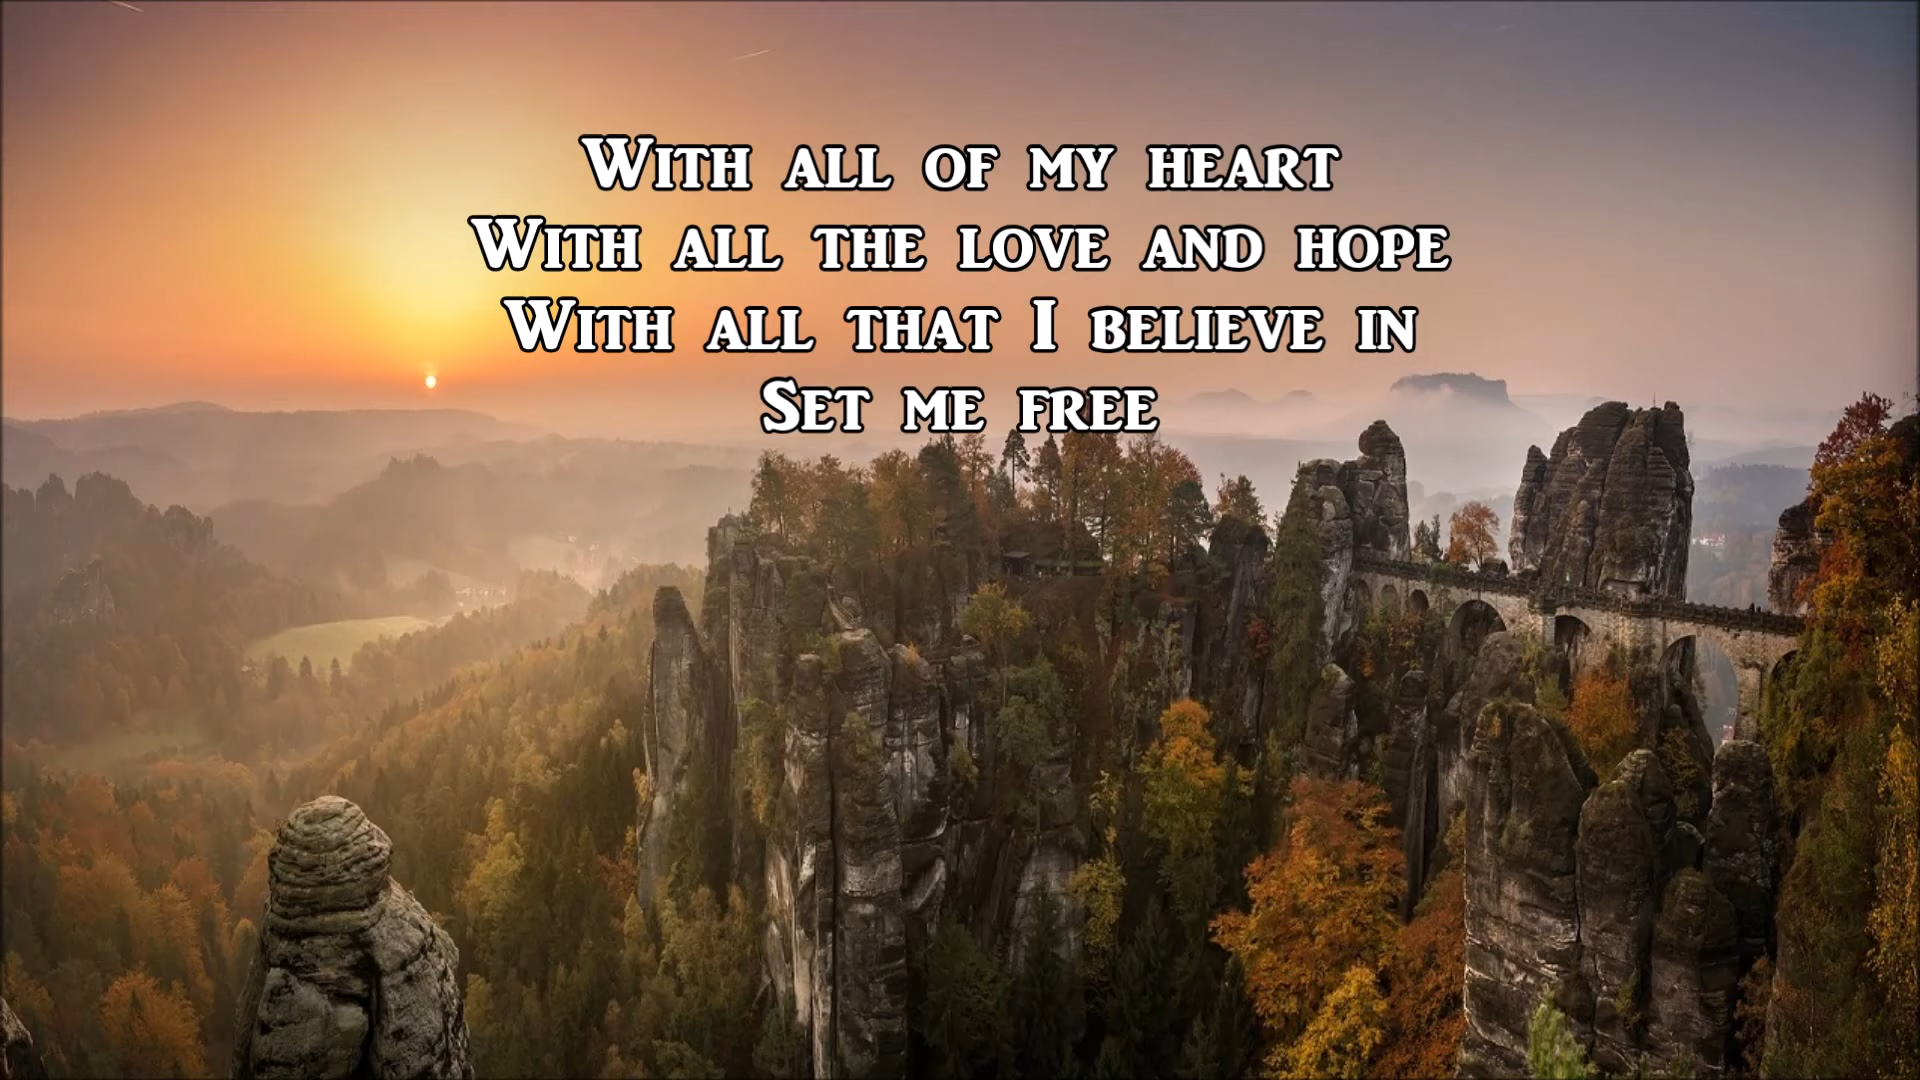 With all of my heart
With all the love and hope
With all that I believe in
Set me free